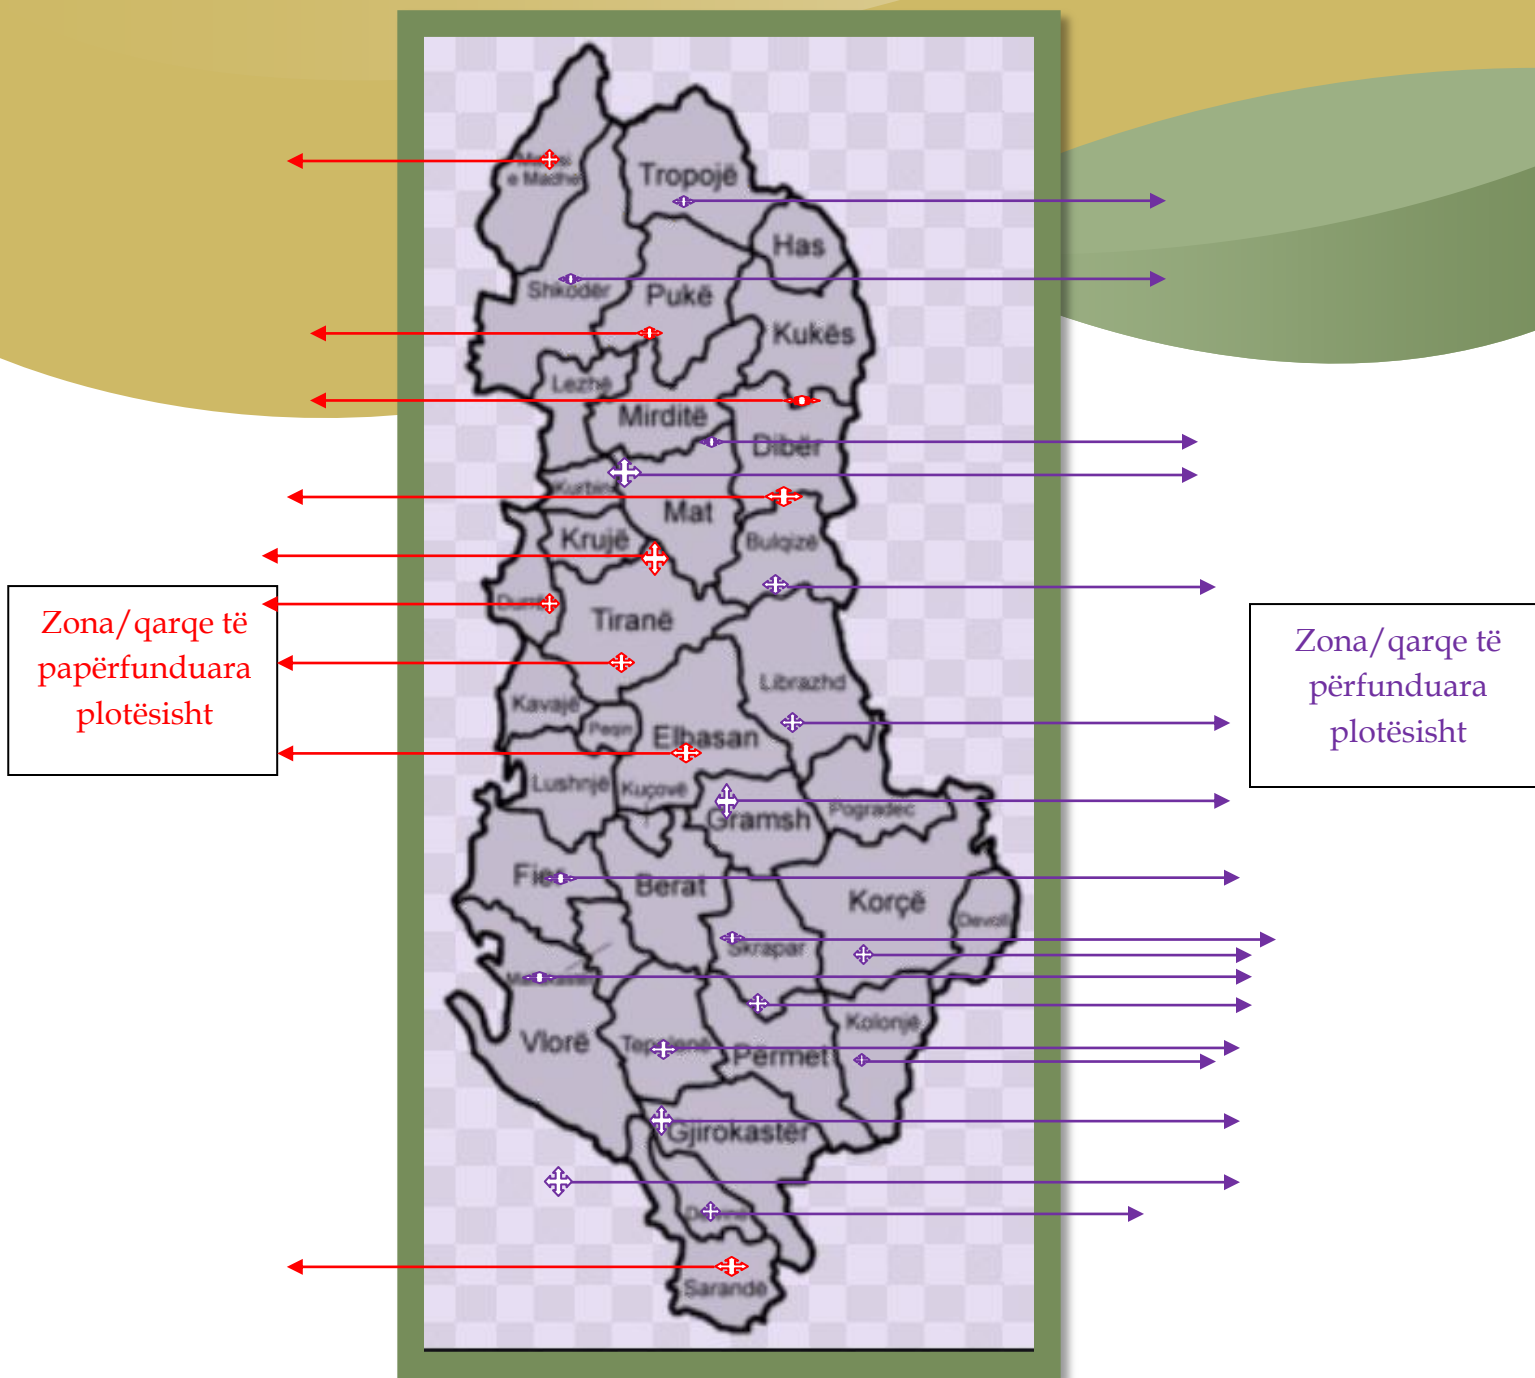 e Madhe
Tropojë
Has
Shkodër
Pukë
Kukës
Lezhë
Mirditë
Dibër
Kurbin
Mat
Krujë
Bulqizë
Zona/qarqe të
papërfunduara
plotësisht
Tiranë
Zona/qarqe të
përfunduara
plotësisht
Librazhd
Kavajë
Peqin
Elbasan
Lushnjë
Kuçovë
Gramsh
Pogradec
Fier
Berat
Korçë
Devoll
Skrapar
Kolonjë
Vlorë
Tepelenë
Përmet
Gjirokastër
Sarandë